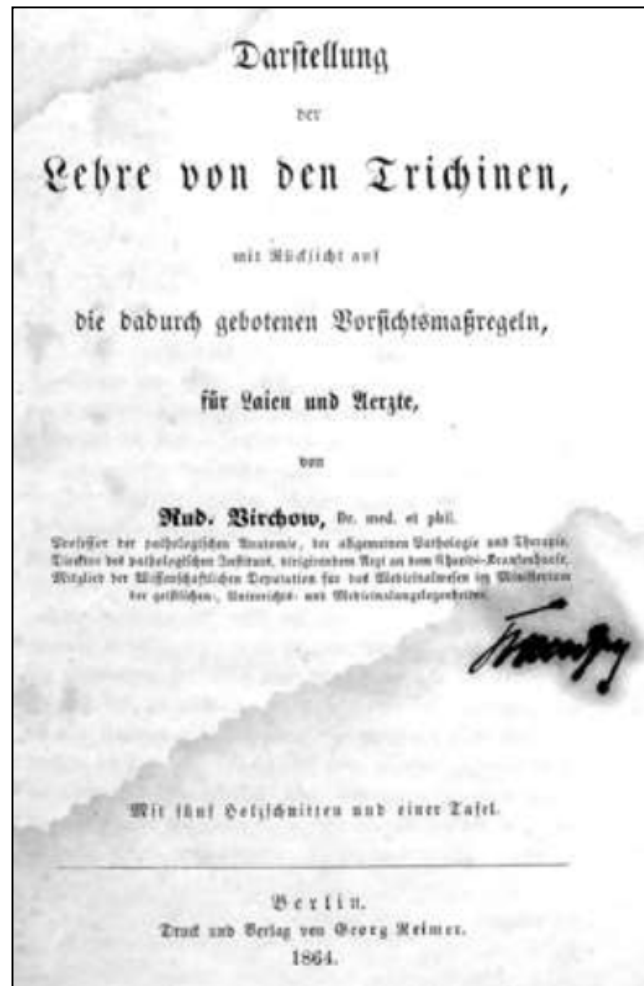 Darstellung
der
Lehre von den Trichinen,
mit Rücksicht auf
die dadurch gebotenen Vorsichtsmaßregeln,
für Laien und Aerzte,
von
Rud. Virchow, Dr. med. et phil.
Professor der pathologischen Anatomie, der allgemeinen Pathologie und Therapie,
Director des pathologischen Instituts, dirigirendem Arzt an dem Charité-Krankenhause,
Mitglied der Wissenschaftlichen Deputation für das Medicinalwesen im Ministerium
der geistlichen-, Unterrichts- und Medicinalangelegenheiten.
Mit fünf Holzschnitten und einer Tafel.
Berlin.
Druck und Verlag von Georg Reimer.
1864.